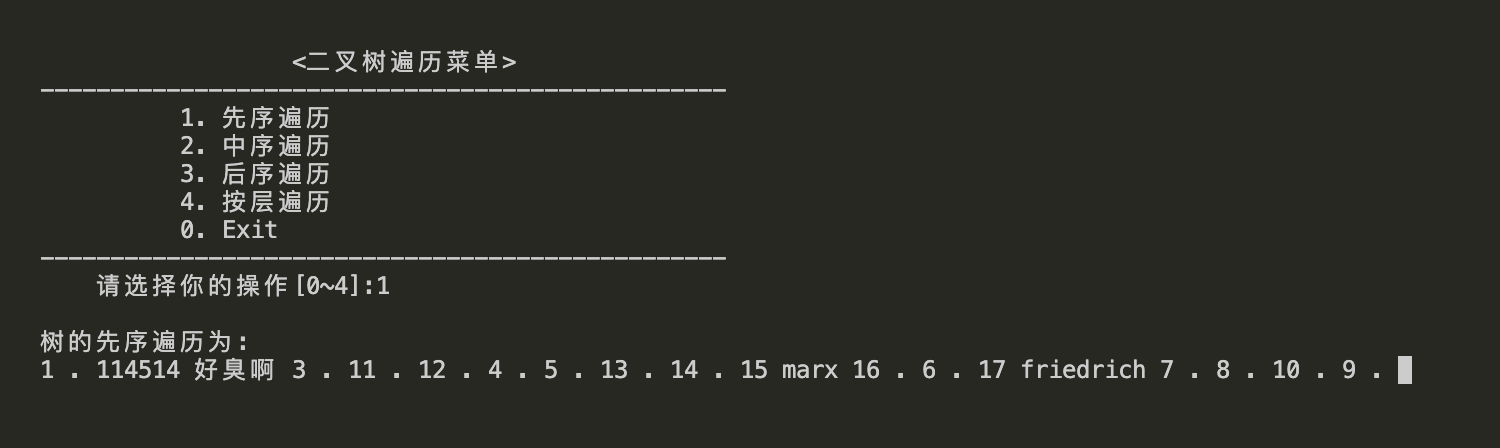 <二叉树遍历菜单>
-------------------------------------------------
1. 先序遍历
2. 中序遍历
3. 后序遍历
4. 按层遍历
0. Exit
-------------------------------------------------
请选择你的操作[0~4]:1
树的先序遍历为:
1 . 114514 好臭啊 3 . 11 . 12 . 4 . 5 . 13 . 14 . 15 marx 16 . 6 . 17 friedrich 7 . 8 . 10 . 9 .